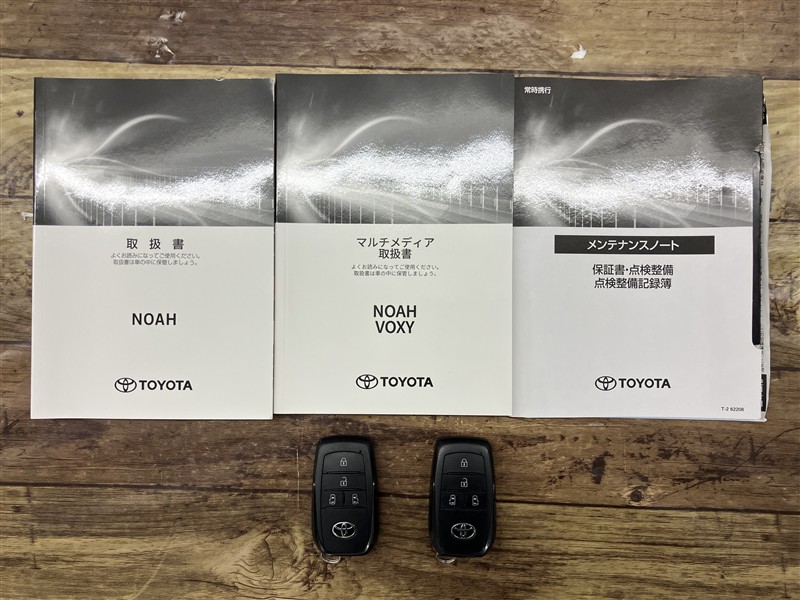 取扱書
よくお読みになってご使用ください。
取扱書は車の中に保管しましょう。
NOAH
TOYOTA
マルチメディア
取扱書
よくお読みになってご使用ください。
取扱書は車の中に保管しましょう。
NOAH
VOXY
TOYOTA
常時携行
メンテナンスノート
保証書・点検整備
点検整備記録簿
TOYOTA
T-2 62206